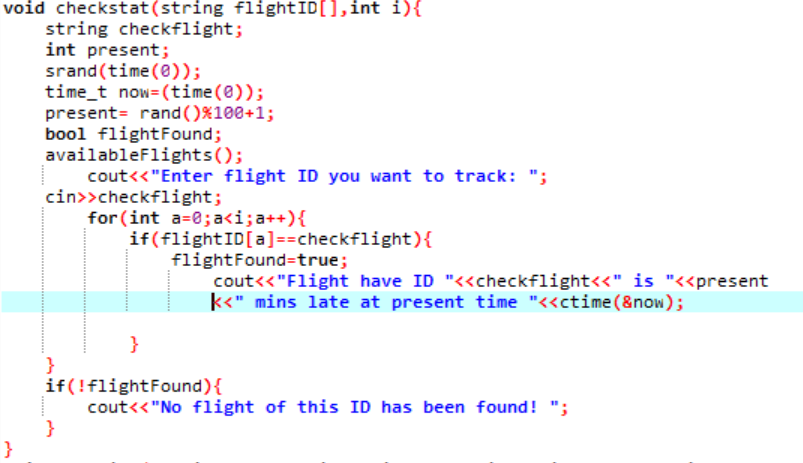 void checkstat(string flightID[],int i){
string checkflight;
int present;
srand(time(0));
time_t now=(time(0));
present= rand()%100+1;
bool flightFound;
availableFlights();
cout<<"Enter flight ID you want to track: ";
cin>>checkflight;
for(int a=0;a<i;a++){
if(flightID[a]==checkflight){
flightFound=true;
cout<<"Flight have ID "<<checkflight<<" is "<<present
<<" mins late at present time "<<ctime(&now);
}
}
if(!flightFound){
cout<<"No flight of this ID has been found! ";
}
}